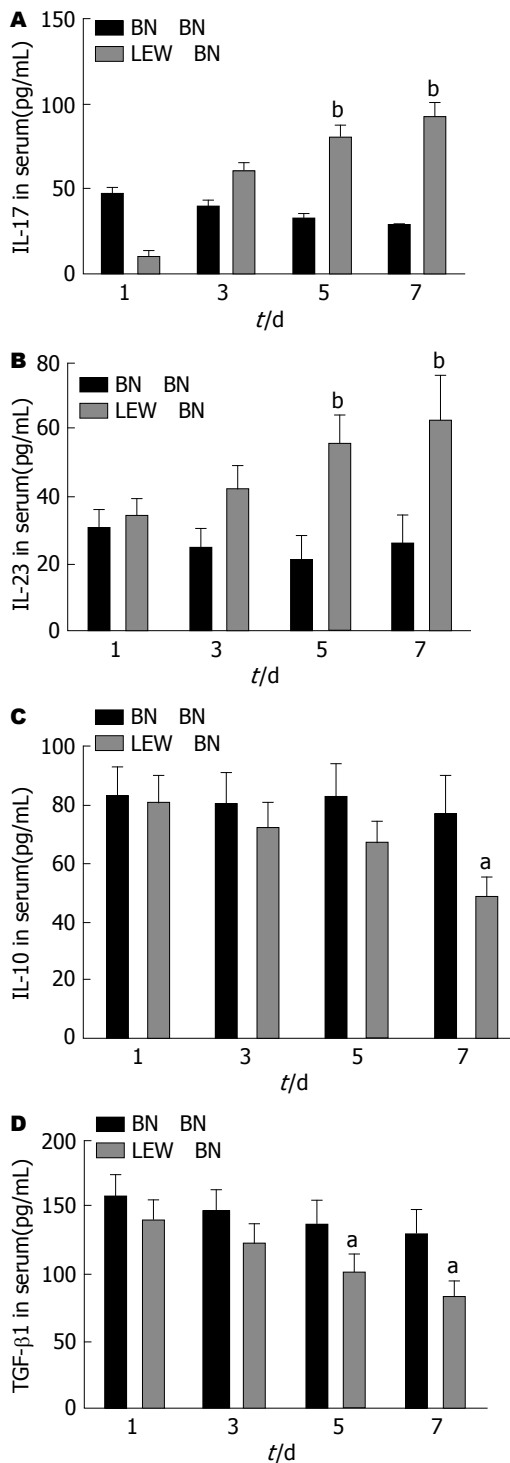 A
BN BN
LEW BN
IL-17 in serum(pg/mL)
150
100
50
0
b
b
1 3 5 7
t/d
B
BN BN
LEW BN
IL-23 in serum(pg/mL)
80
60
40
20
0
b
b
1 3 5 7
t/d
C
BN BN
LEW BN
IL-10 in serum(pg/mL)
100
80
60
40
20
0
a
1 3 5 7
t/d
D
BN BN
LEW BN
TGF-β1 in serum(pg/mL)
200
150
100
50
0
a
a
1 3 5 7
t/d